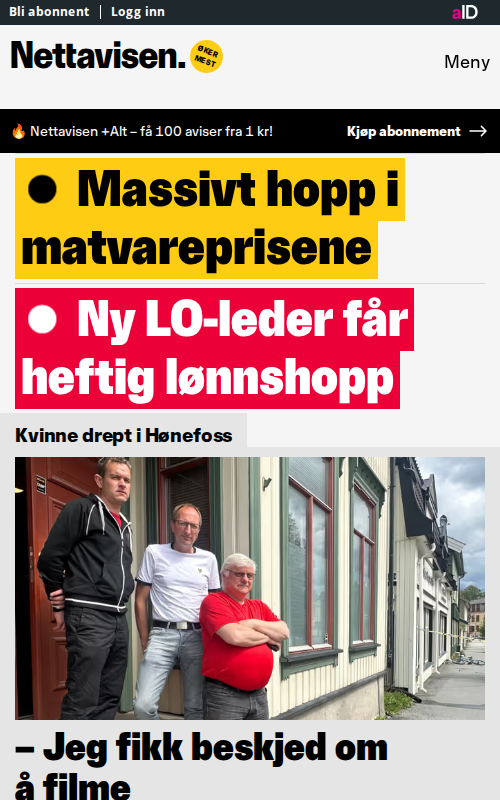 Bli abonnent | Logg inn
aID
Nettavisen.
ØKER
MEST
Meny
🔥 Nettavisen +Alt – få 100 aviser fra 1 kr!
Kjøp abonnement →
Massivt hopp i
matvareprisene
Ny LO-leder får
heftig lønnshopp
Kvinne drept i Hønefoss
– Jeg fikk beskjed om
å filme